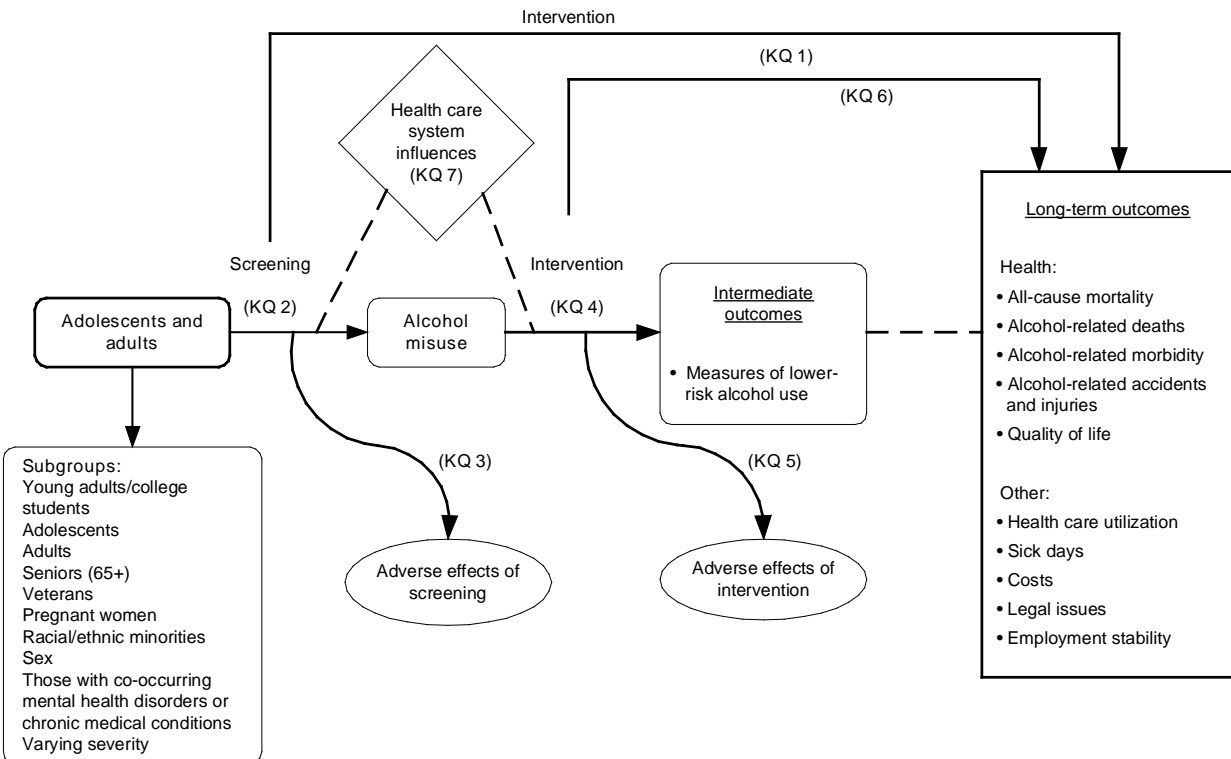 Intervention
(KQ 1)
(KQ 6)
Health care
system
influences
(KQ 7)
Screening
(KQ 2)
Intervention
(KQ 4)
Adolescents and
adults
Alcohol
misuse
Intermediate
outcomes
• Measures of lower-
risk alcohol use
(KQ 3)
(KQ 5)
Adverse effects of
screening
Adverse effects of
intervention
Subgroups:
Young adults/college
students
Adolescents
Adults
Seniors (65+)
Veterans
Pregnant women
Racial/ethnic minorities
Sex
Those with co-occurring
mental health disorders or
chronic medical conditions
Varying severity
Long-term outcomes
Health:
• All-cause mortality
• Alcohol-related deaths
• Alcohol-related morbidity
• Alcohol-related accidents
and injuries
• Quality of life
Other:
• Health care utilization
• Sick days
• Costs
• Legal issues
• Employment stability